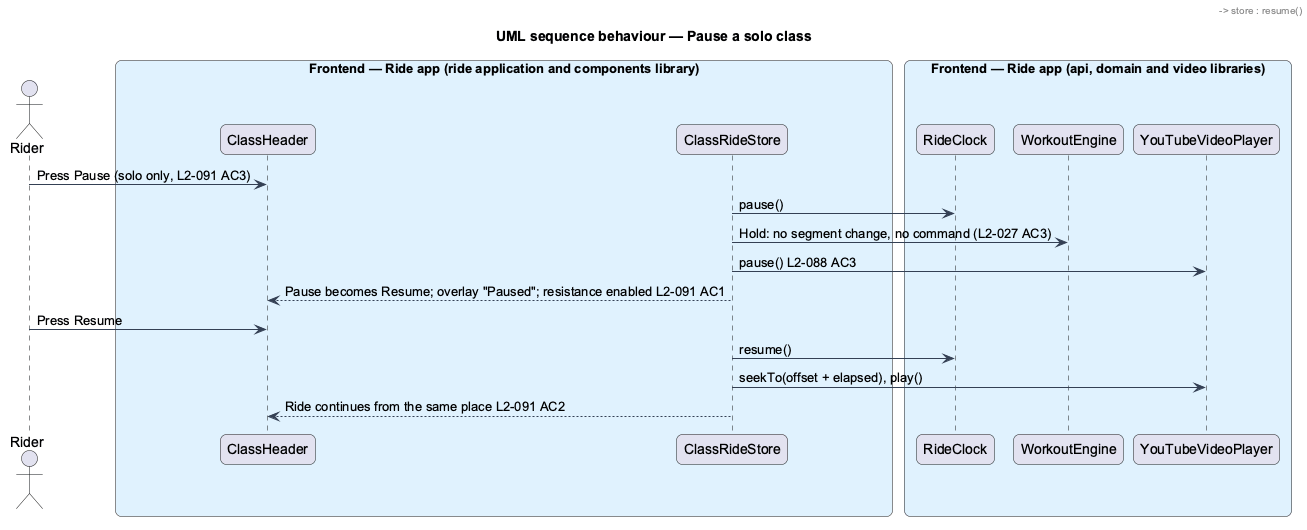 -> store : resume()
UML sequence behaviour — Pause a solo class
Frontend — Ride app (ride application and components library)
Frontend — Ride app (api, domain and video libraries)
Rider
ClassHeader
ClassRideStore
RideClock
WorkoutEngine
YouTubeVideoPlayer
Press Pause (solo only, L2-091 AC3)
pause()
Hold: no segment change, no command (L2-027 AC3)
pause() L2-088 AC3
Pause becomes Resume; overlay "Paused"; resistance enabled L2-091 AC1
Press Resume
resume()
seekTo(offset + elapsed), play()
Ride continues from the same place L2-091 AC2
Rider
ClassHeader
ClassRideStore
RideClock
WorkoutEngine
YouTubeVideoPlayer